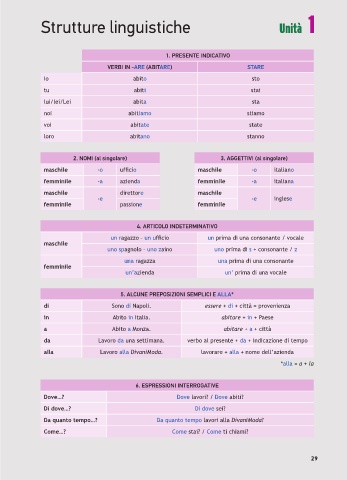 Strutture linguistiche Unità 1
1. PRESENTE INDICATIVO
VERBI IN –ARE (ABITARE) STARE
io abito sto
tu abiti stai
lui/lei/Lei abita sta
noi abitiamo stiamo
voi abitate state
loro abitano stanno
2. NOMI (al singolare)
maschile -o ufficio
femminile -a azienda
maschile -e direttore
femminile passione
3. AGGETTIVI (al singolare)
maschile -o italiano
femminile -a italiana
maschile -e inglese
femminile
4. ARTICOLO INDETERMINATIVO
maschile un ragazzo – un ufficio un prima di una consonante / vocale
uno spagnolo – uno zaino uno prima di s + consonante / z
femminile una ragazza una prima di una consonante
un'azienda un' prima di una vocale
5. ALCUNE PREPOSIZIONI SEMPLICI E ALLA*
di Sono di Napoli. essere + di + città = provenienza
in Abito in Italia. abitare + in + Paese
a Abito a Monza. abitare + a + città
da Lavoro da una settimana. verbo al presente + da + indicazione di tempo
alla Lavoro alla DivaniModa. lavorare + alla + nome dell'azienda
*alla = a + la
6. ESPRESSIONI INTERROGATIVE
Dove…? Dove lavori? / Dove abiti?
Di dove…? Di dove sei?
Da quanto tempo…? Da quanto tempo lavori alla DivaniModa?
Come…? Come stai? / Come ti chiami?
29